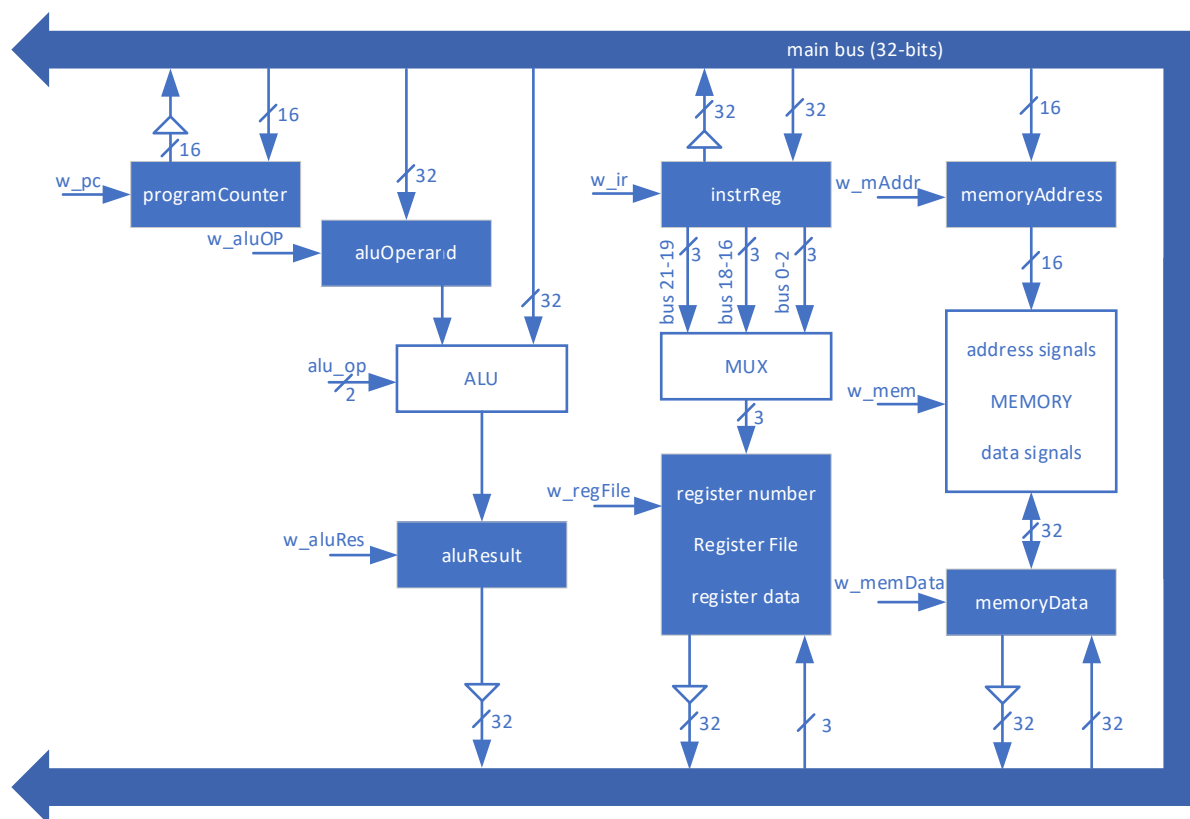 main bus (32-bits)
16
16
32
32
16
w_pc
programCounter
w_ir
instrReg
w_mAddr
memoryAddress
32
w_aluOP
aluOperand
bus 21-19
3
bus 18-16
3
bus 0-2
3
16
32
alu_op
2
ALU
MUX
address signals
w_mem
MEMORY
data signals
3
w_regFile
register number
Register File
register data
32
w_aluRes
aluResult
w_memData
memoryData
32
32
3
32
32